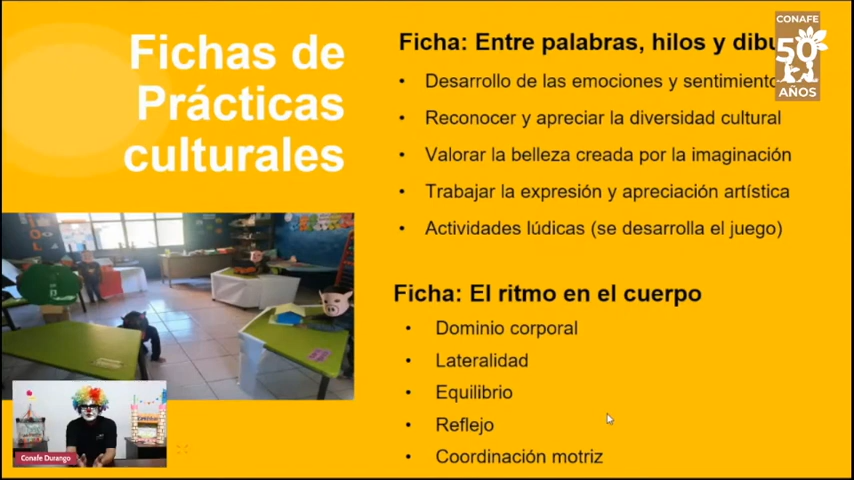 Fichas de
Prácticas
culturales
Ficha: Entre palabras, hilos y
CONAFE
50
AÑOS
• Desarrollo de las emociones y
• Reconocer y apreciar la diversidad cultural
• Valorar la belleza creada por la imaginación
• Trabajar la expresión y apreciación artística
• Actividades lúdicas (se desarrolla el juego)
Ficha: El ritmo en el cuerpo
• Dominio corporal
• Lateralidad
• Equilibrio
• Reflejo
• Coordinación motriz
Conafe Durango